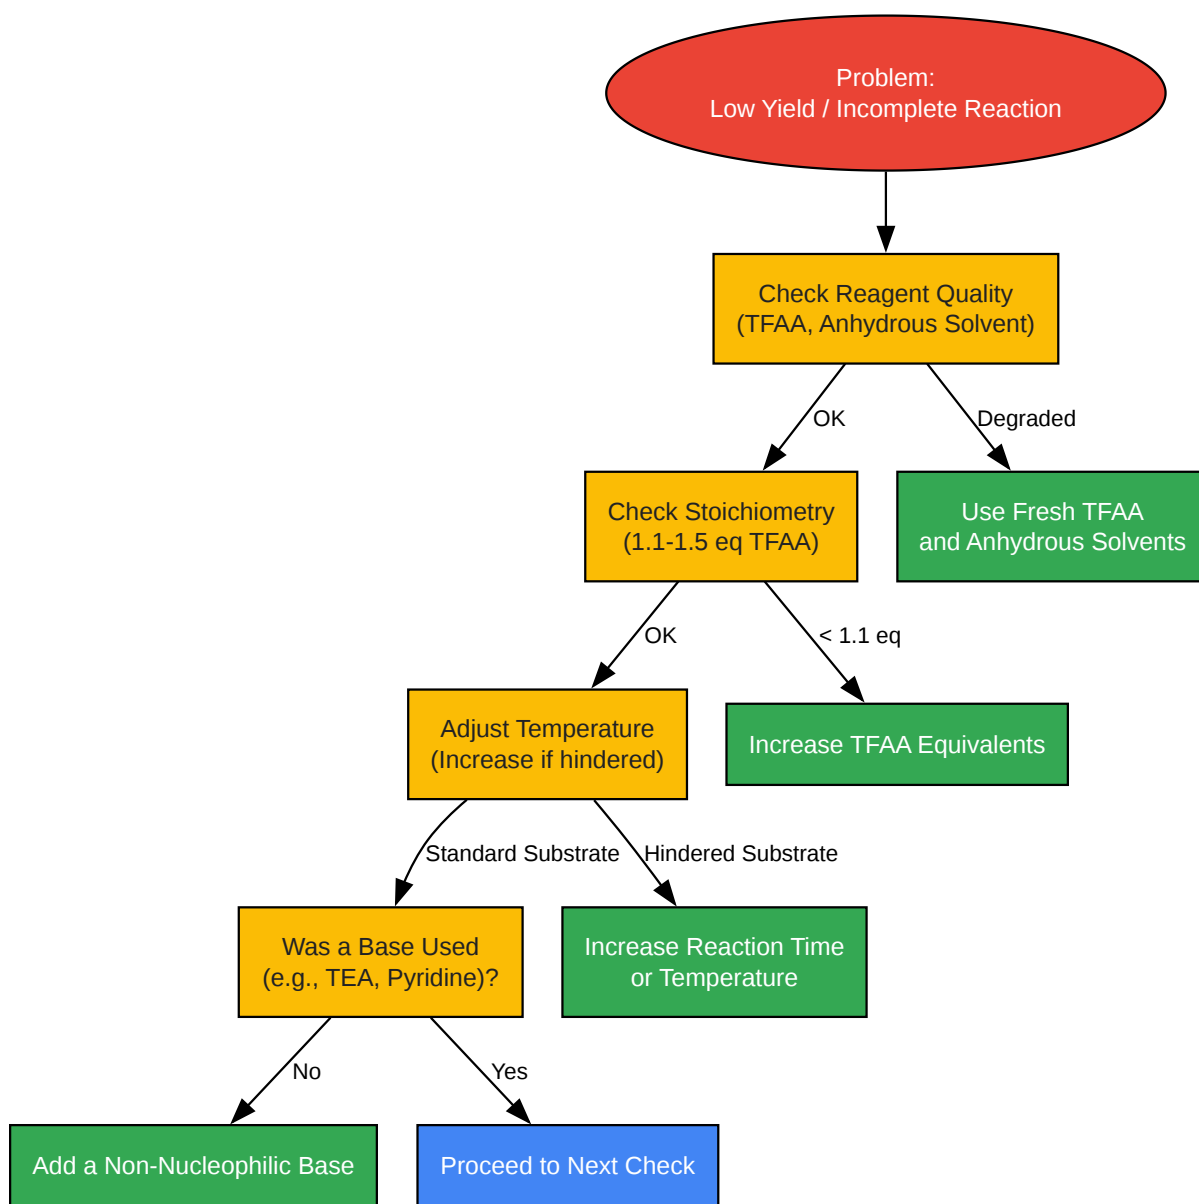 Problem:
Low Yield / Incomplete Reaction
Check Reagent Quality
(TFAA, Anhydrous Solvent)
OK
Degraded
Check Stoichiometry
(1.1-1.5 eq TFAA)
Use Fresh TFAA
and Anhydrous Solvents
OK
< 1.1 eq
Adjust Temperature
(Increase if hindered)
Increase TFAA Equivalents
Standard Substrate
Hindered Substrate
Was a Base Used
(e.g., TEA, Pyridine)?
Increase Reaction Time
or Temperature
No
Yes
Add a Non-Nucleophilic Base
Proceed to Next Check